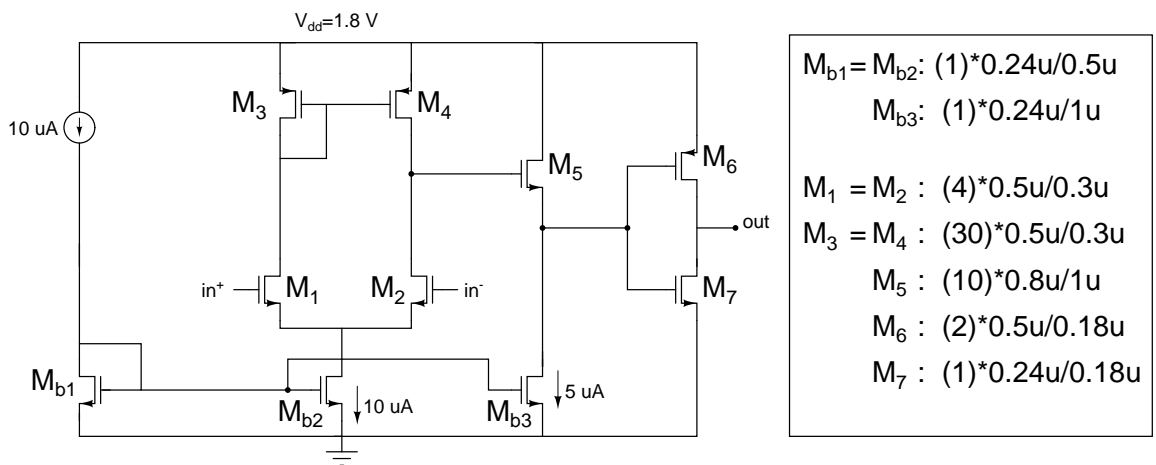 V_dd=1.8 V
10 uA
M_3
M_4
M_5
M_6
out
in+
M_1
M_2
in-
M_7
M_b1
M_b2
10 uA
M_b3
5 uA
M_b1 = M_b2: (1)*0.24u/0.5u
M_b3: (1)*0.24u/1u
M_1 = M_2 : (4)*0.5u/0.3u
M_3 = M_4 : (30)*0.5u/0.3u
M_5 : (10)*0.8u/1u
M_6 : (2)*0.5u/0.18u
M_7 : (1)*0.24u/0.18u